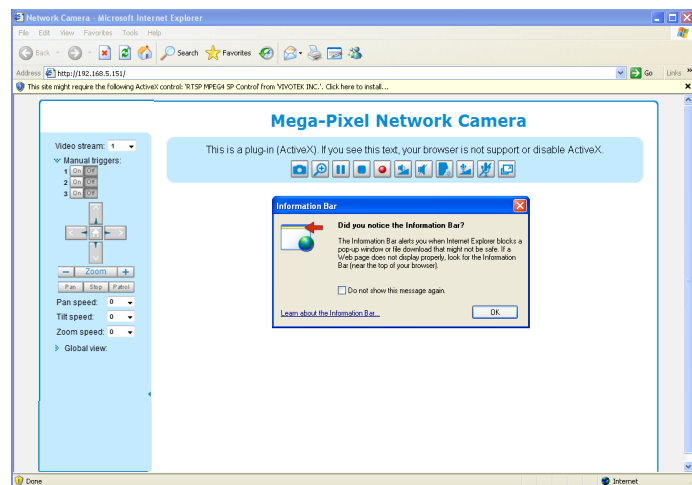 Network Camera - Microsoft Internet Explorer
File Edit View Favorites Tools Help
Back Search Favorites
Address http://192.168.5.151/ Go Links »
This site might require the following ActiveX control: 'RTSP MPEG4 SP Control' from 'VIVOTEK INC.'. Click here to install...
Mega-Pixel Network Camera
Video stream: 1
This is a plug-in (ActiveX). If you see this text, your browser is not support or disable ActiveX.
Manual triggers:
1 On Off
2 On Off
3 On Off
Zoom
Pan Stop Patrol
Pan speed: 0
Tilt speed: 0
Zoom speed: 0
Global view:
Information Bar
Did you notice the Information Bar?
The Information Bar alerts you when Internet Explorer blocks a
pop-up window or file download that might not be safe. If a
Web page does not display properly, look for the Information
Bar (near the top of your browser).
Do not show this message again.
Learn about the Information Bar... OK
Done Internet